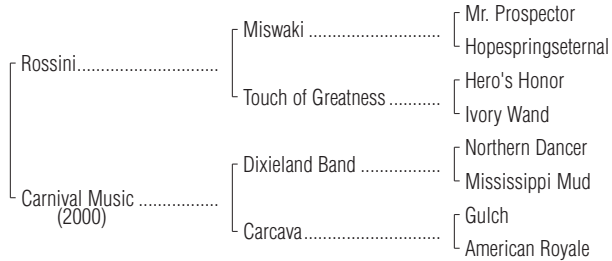 Mr. Prospector
Miswaki ......................................
Hopespringseternal
Rossini.........................................
Hero's Honor
Touch of Greatness ...............
Ivory Wand
Northern Dancer
Dixieland Band .......................
Mississippi Mud
Carnival Music .......................
(2000)
Gulch
Carcava........................................
American Royale